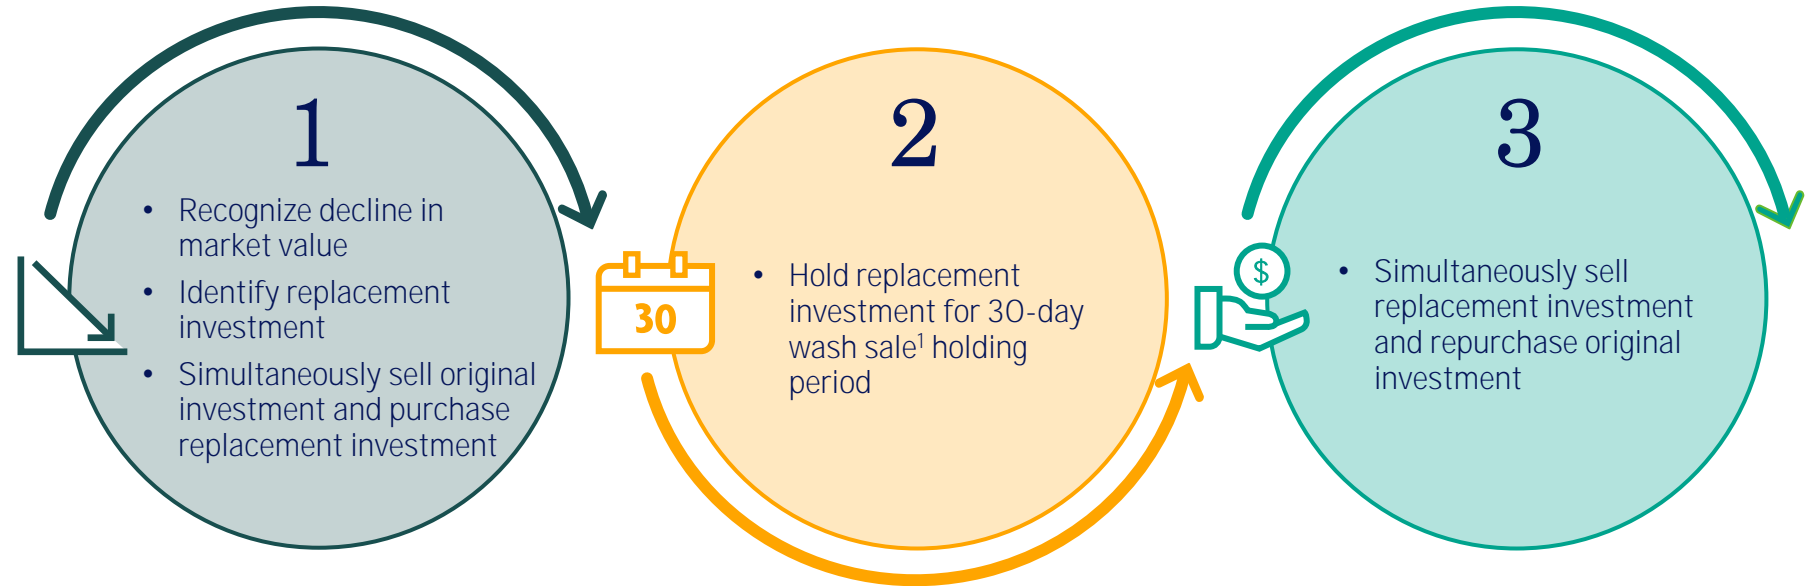 1
• Recognize decline in
market value
• Identify replacement
investment
• Simultaneously sell original
investment and purchase
replacement investment
2
30
• Hold replacement
investment for 30-day
wash sale¹ holding
period
3
$
• Simultaneously sell
replacement investment
and repurchase original
investment